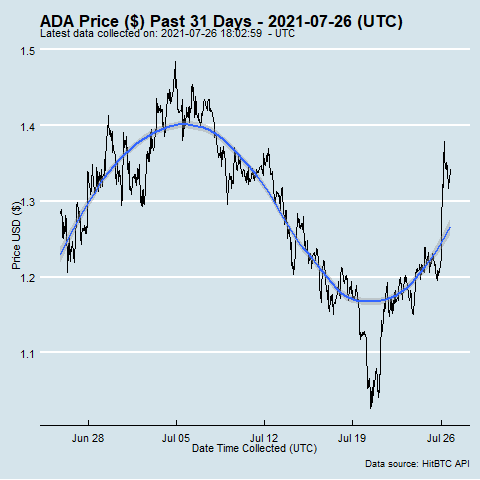 ADA Price ($) Past 31 Days - 2021-07-26 (UTC)
Latest data collected on: 2021-07-26 18:02:59 - UTC
1.5
1.4
1.3
1.2
1.1
Price USD ($)
Jun 28 Jul 05 Jul 12 Jul 19 Jul 26
Date Time Collected (UTC)
Data source: HitBTC API